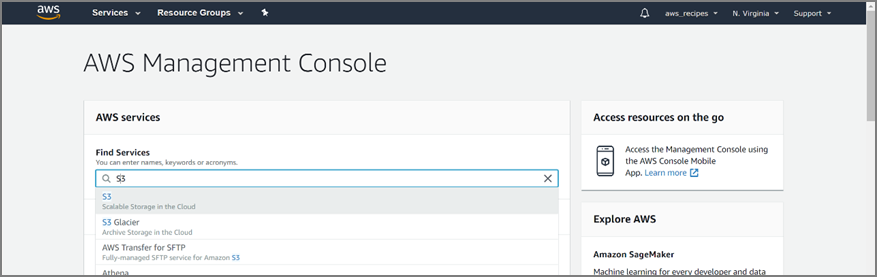 aws Services Resource Groups aws_recipes N. Virginia Support
AWS Management Console
AWS services
Find Services
You can enter names, keywords or acronyms.
S3
S3
Scalable Storage in the Cloud
S3 Glacier
Archive Storage in the Cloud
AWS Transfer for SFTP
Fully-managed SFTP service for Amazon S3
Athena
Access resources on the go
Access the Management Console using
the AWS Console Mobile
App. Learn more
Explore AWS
Amazon SageMaker
Machine learning for every developer and data